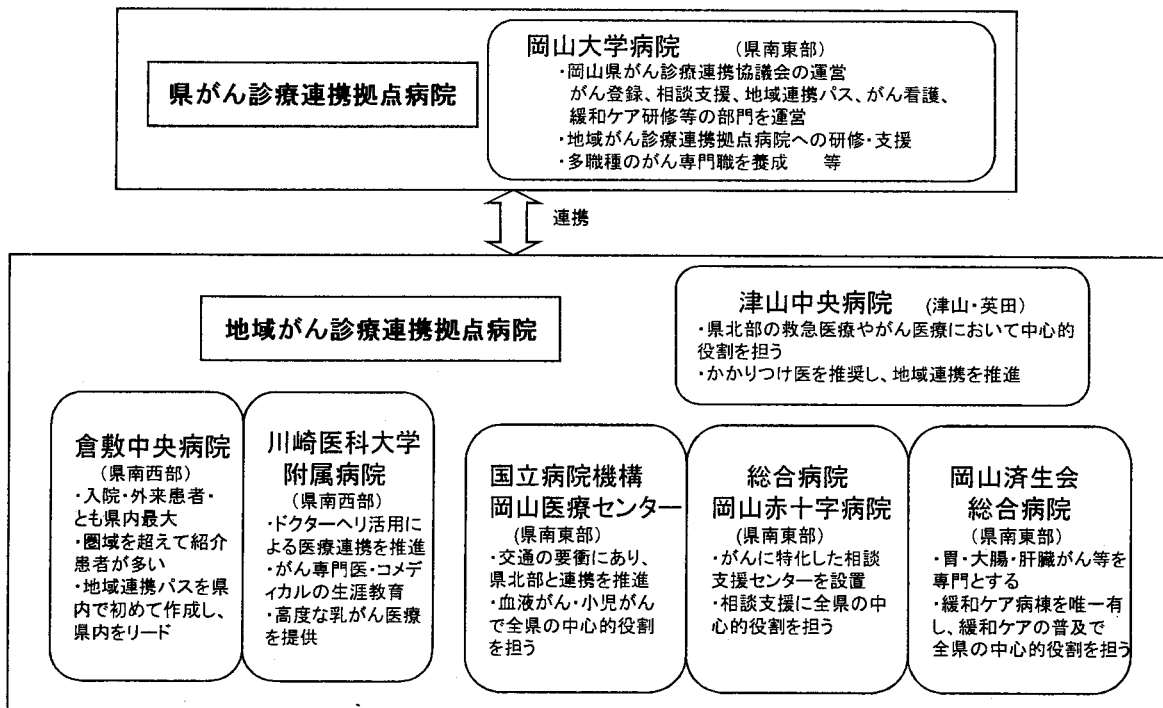 県がん診療連携拠点病院
岡山大学病院 (県南東部)
・岡山県がん診療連携協議会の運営
がん登録、相談支援、地域連携パス、がん看護、
緩和ケア研修等の部門を運営
・地域がん診療連携拠点病院への研修・支援
・多職種のがん専門職を養成 等
連携
地域がん診療連携拠点病院
津山中央病院 (津山・英田)
・県北部の救急医療やがん医療において中心的
役割を担う
・かかりつけ医を推奨し、地域連携を推進
倉敷中央病院
(県南西部)
・入院・外来患者・
とも県内最大
・圏域を超えて紹介
患者が多い
・地域連携パスを県
内で初めて作成し、
県内をリード
川崎医科大学
附属病院
(県南西部)
・ドクターヘリ活用に
よる医療連携を推進
・がん専門医・コメデ
ィカルの生涯教育
・高度な乳がん医療
を提供
国立病院機構
岡山医療センター
(県南東部)
・交通の要衝にあり、
県北部と連携を推進
・血液がん・小児がん
で全県の中心的役割
を担う
総合病院
岡山赤十字病院
(県南東部)
・がんに特化した相談
支援センターを設置
・相談支援に全県の中
心的役割を担う
岡山済生会
総合病院
(県南東部)
・胃・大腸・肝臓がん等を
専門とする
・緩和ケア病棟を唯一有
し、緩和ケアの普及で
全県の中心的役割を担う